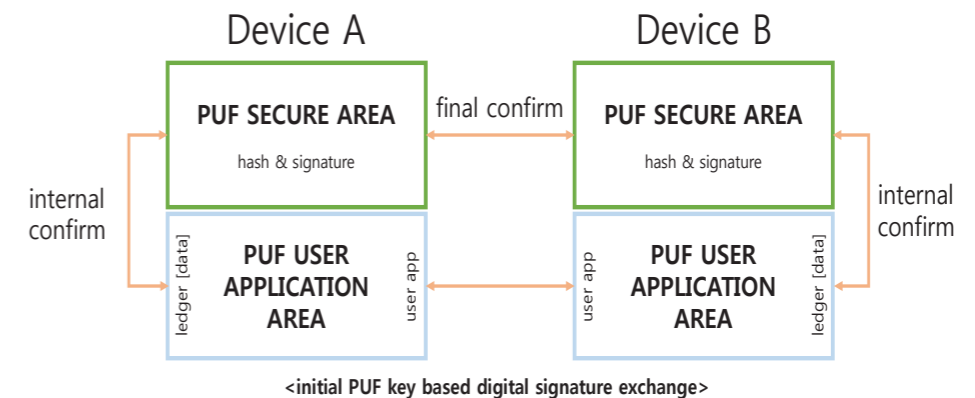 Device A
Device B
PUF SECURE AREA
hash & signature
final confirm
PUF SECURE AREA
hash & signature
internal
confirm
internal
confirm
ledger [data]
PUF USER
APPLICATION
AREA
user app
user app
PUF USER
APPLICATION
AREA
ledger [data]
<initial PUF key based digital signature exchange>